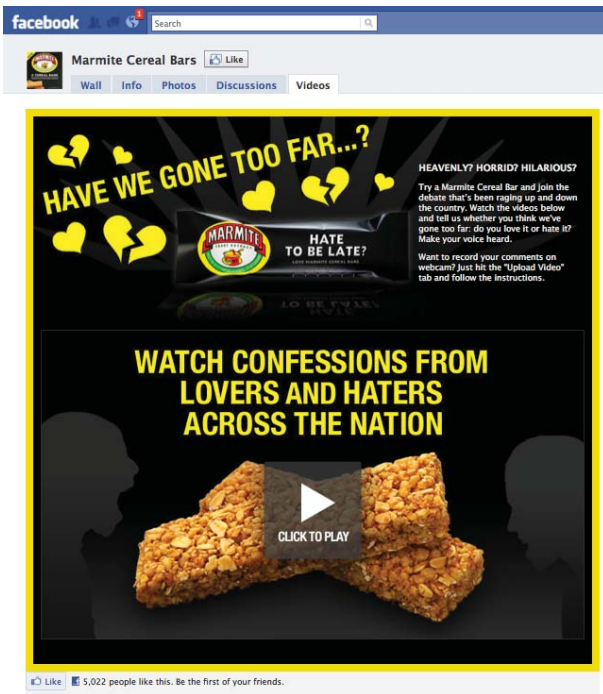 facebook
1
Search
Marmite Cereal Bars
Like
Wall Info Photos Discussions Videos
HAVE WE GONE TOO FAR...?
MARMITE
HATE
TO BE LATE?
LOVE MARMITE CEREAL BARS
HEAVENLY? HORRID? HILARIOUS?
Try a Marmite Cereal Bar and join the
debate that's been raging up and down
the country. Watch the videos below
and tell us whether you think we've
gone too far: do you love it or hate it?
Make your voice heard.
Want to record your comments on
webcam? Just hit the "Upload Video"
tab and follow the instructions.
WATCH CONFESSIONS FROM
LOVERS AND HATERS
ACROSS THE NATION
CLICK TO PLAY
Like 5,022 people like this. Be the first of your friends.